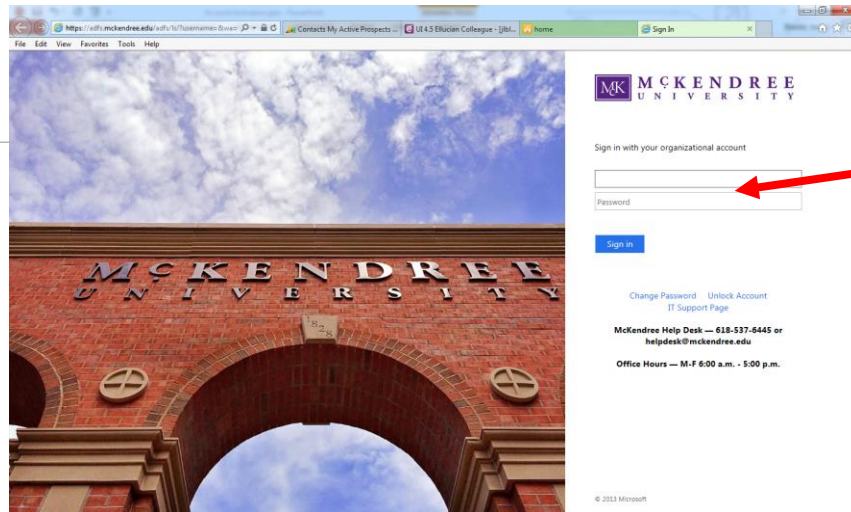 https://adfs.mckendree.edu/adfs/ls/?username=&wa=
Contacts My Active Prospects ...
UI 4.5 Ellucian Colleague - [jibl...
home
Sign In
File Edit View Favorites Tools Help
MK McKENDREE
UNIVERSITY
Sign in with your organizational account
Password
Sign in
McKENDREE
UNIVERSITY
1828
Change Password Unlock Account
IT Support Page
McKendree Help Desk — 618-537-6445 or
helpdesk@mckendree.edu
Office Hours — M-F 6:00 a.m. - 5:00 p.m.
© 2013 Microsoft